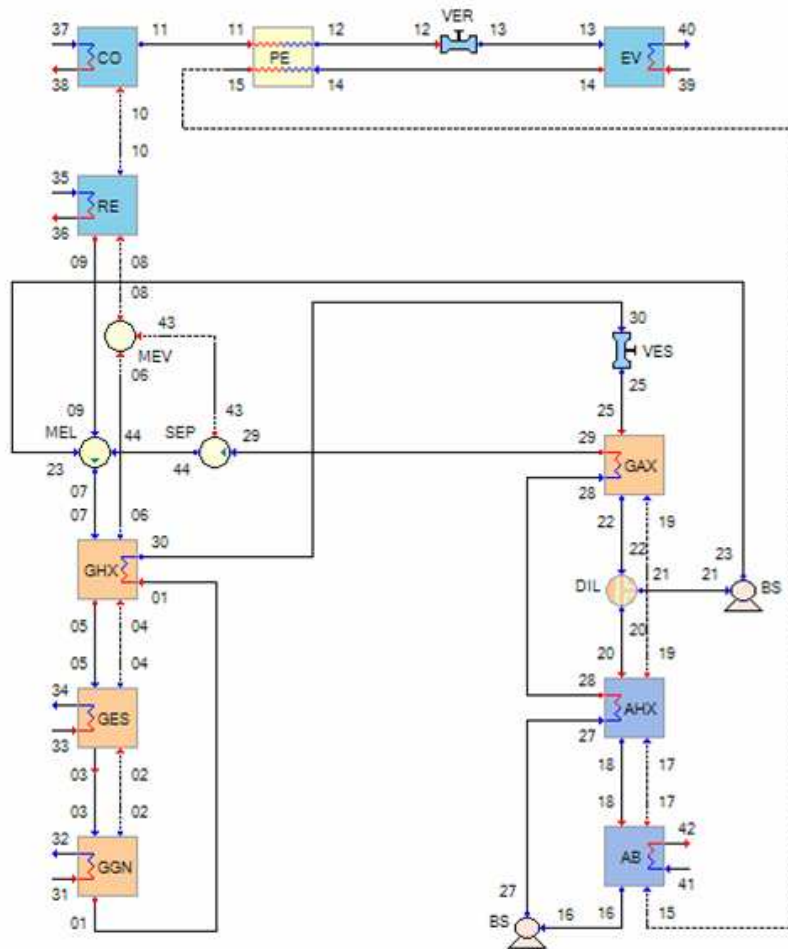 VER
37 11 11 12 12 13 13 40
CO PE EV
38 15 14 14 39
10
10
35
RE
36
09 08
08
30
43
MEV VES
06
25
09 25
MEL 44 SEP 43 29
29
GAX
23 44 28
07
07 06 22 19
30 22 23
GHX DIL 21 21 BS
01
20
05 04 20 19
05 04 28
34 AHX
GES 27
33
03 02 18 17
03 02 18 17
32 42
GGN AB
31 27 41
01 BS 16 16 15